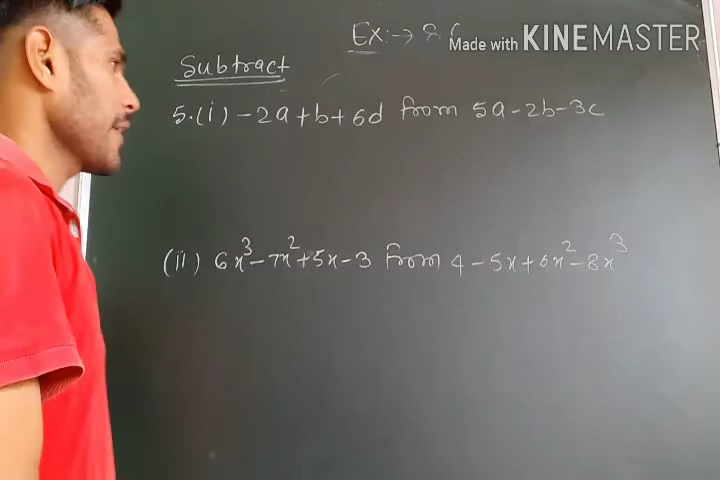 Ex:→ 8
Made with KINEMASTER
Subtract
5.(i) -2a+b+6d from 5a-2b-3c
(ii) 6x³-7x²+5x-3 from 4-5x+6x²-8x³